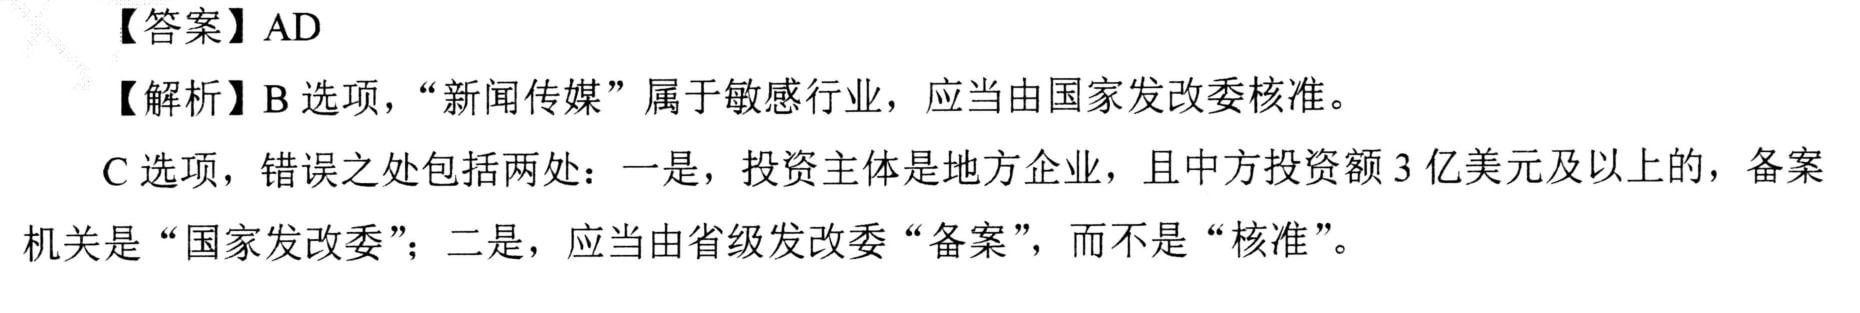 【答案】AD
【解析】B 选项，“新闻传媒”属于敏感行业，应当由国家发改委核准。
C 选项，错误之处包括两处：一是，投资主体是地方企业，且中方投资额 3 亿美元及以上的，备案
机关是“国家发改委”；二是，应当由省级发改委“备案”，而不是“核准”。